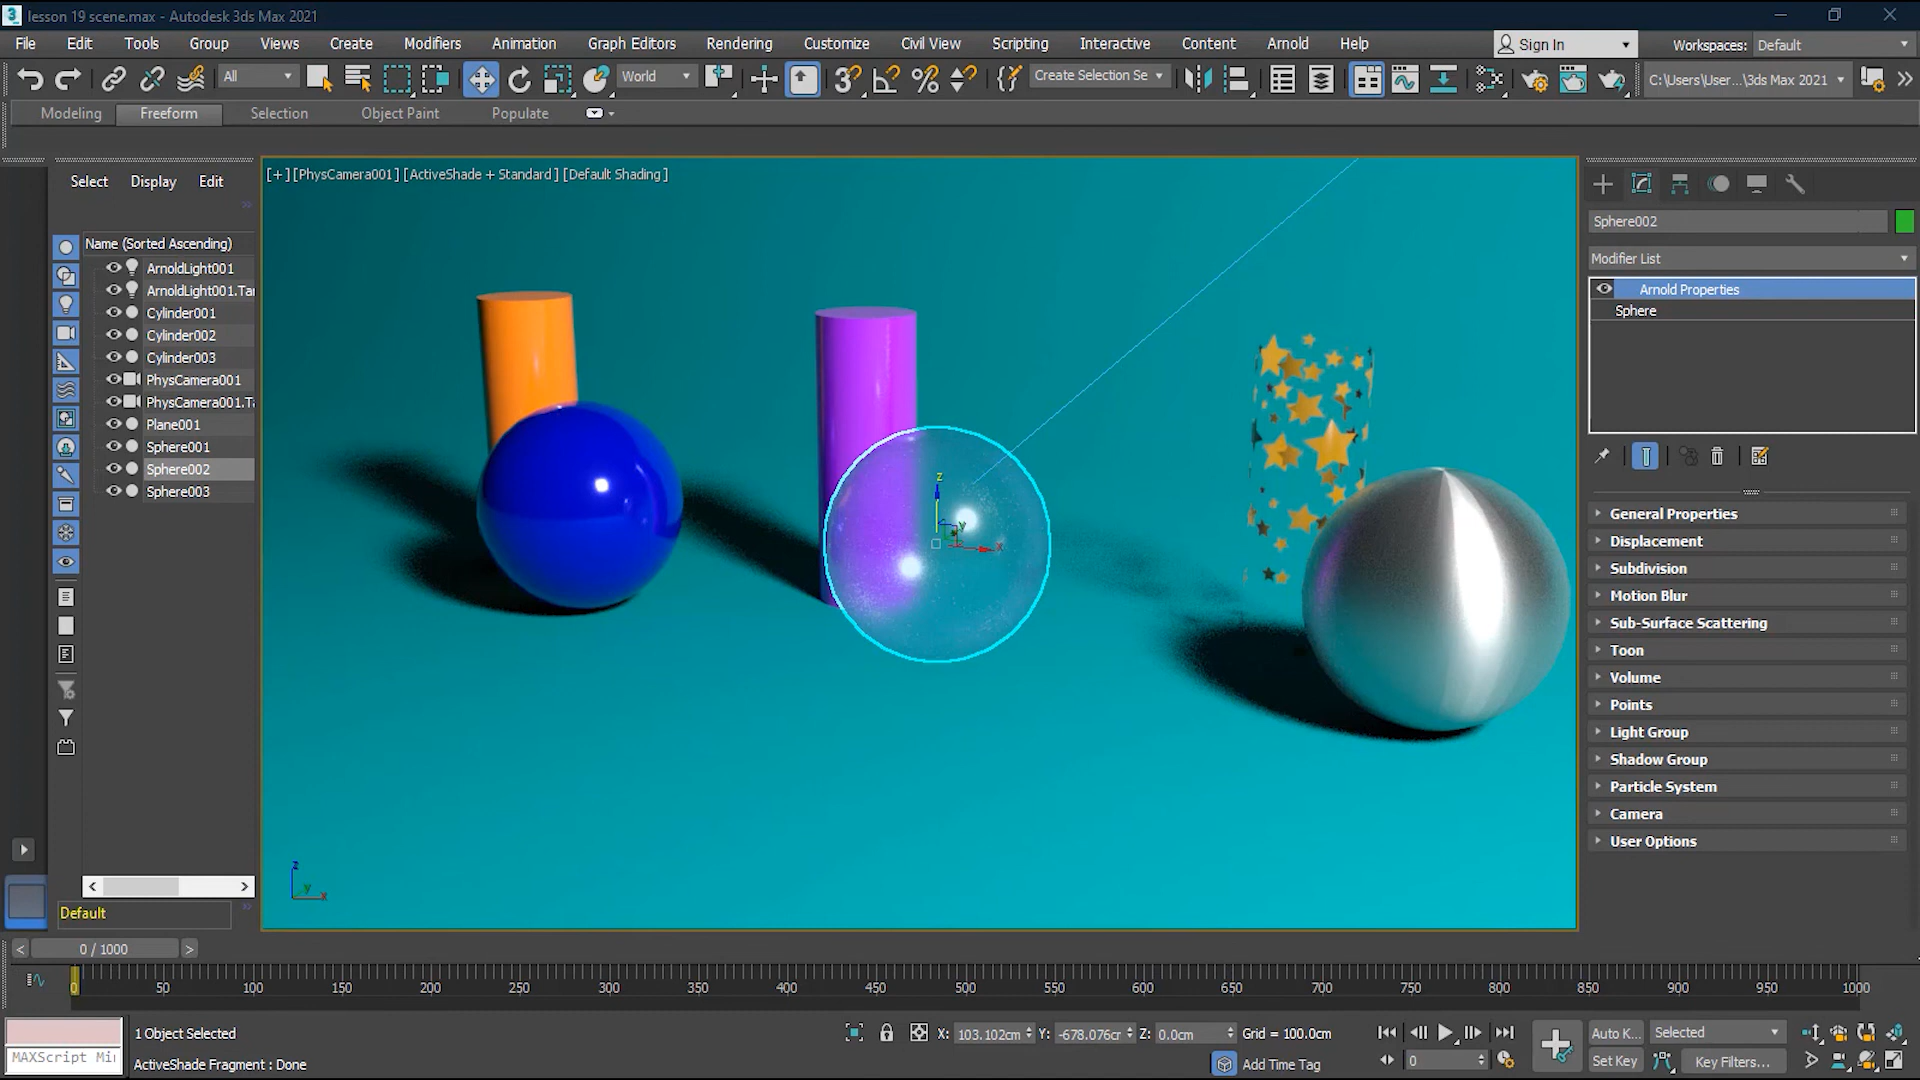 lesson 19 scene.max - Autodesk 3ds Max 2021
File Edit Tools Group Views Create Modifiers Animation Graph Editors Rendering Customize Civil View Scripting Interactive Content Arnold Help Sign In Workspaces: Default
All World Create Selection Se C:\Users\User...\3ds Max 2021
Modeling Freeform Selection Object Paint Populate
Select Display Edit
[+] [PhysCamera001] [ActiveShade + Standard] [Default Shading]
Name (Sorted Ascending)
ArnoldLight001
ArnoldLight001.Tar
Cylinder001
Cylinder002
Cylinder003
PhysCamera001
PhysCamera001.Ta
Plane001
Sphere001
Sphere002
Sphere003
Default
z
y
x
z
y
x
Sphere002
Modifier List
Arnold Properties
Sphere
General Properties
Displacement
Subdivision
Motion Blur
Sub-Surface Scattering
Toon
Volume
Points
Light Group
Shadow Group
Particle System
Camera
User Options
< 0 / 1000 >
0 50 100 150 200 250 300 350 400 450 500 550 600 650 700 750 800 850 900 950 1000
1 Object Selected X: 103.102cm Y: -678.076cr Z: 0.0cm Grid = 100.0cm Auto K... Selected
MAXScript Mi
ActiveShade Fragment : Done Add Time Tag 0 Set Key Key Filters...